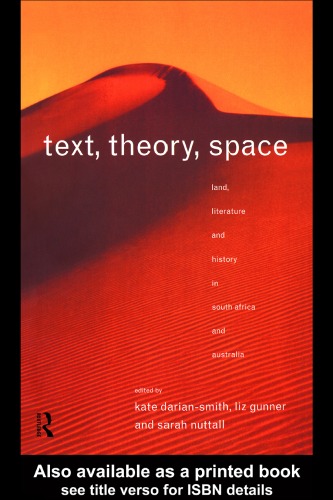 text, theory, space
land,
literature
and
history
in
south africa
and
australia
edited by
kate darian-smith, liz gunner
and sarah nuttall
Also available as a printed book
see title verso for ISBN details